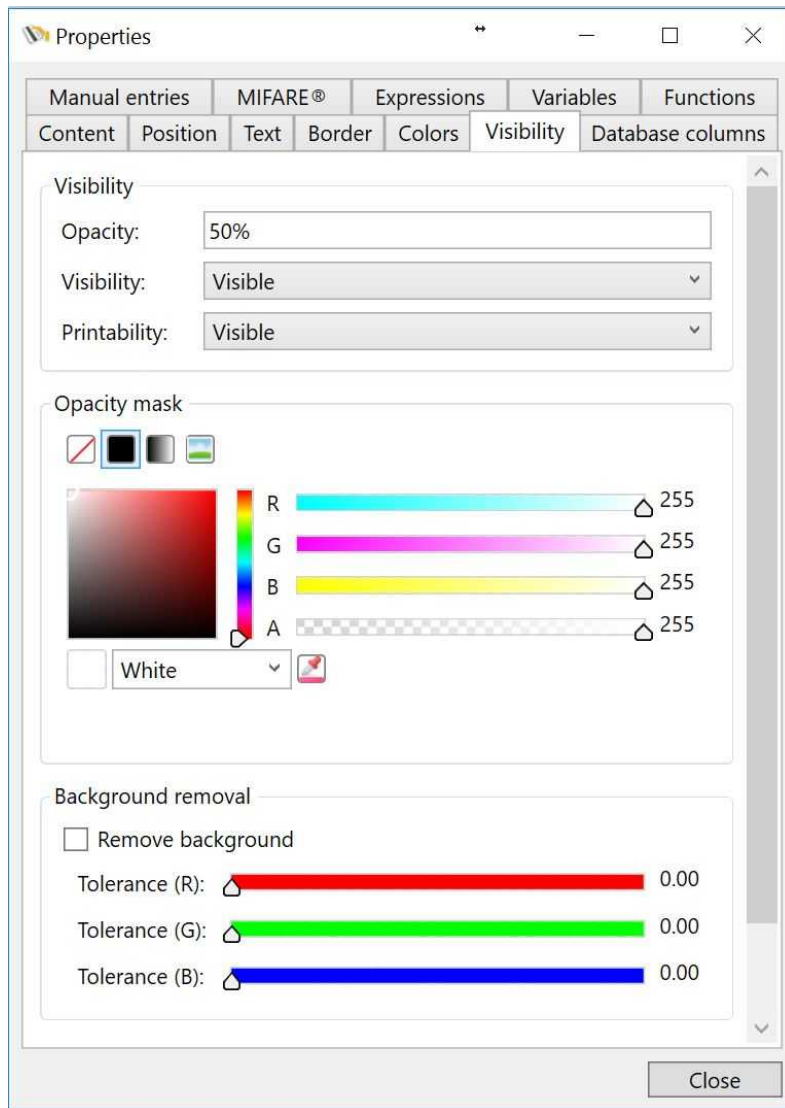 Properties
Manual entries MIFARE® Expressions Variables Functions
Content Position Text Border Colors Visibility Database columns
Visibility
Opacity: 50%
Visibility: Visible
Printability: Visible
Opacity mask
R 255
G 255
B 255
A 255
White
Background removal
Remove background
Tolerance (R): 0.00
Tolerance (G): 0.00
Tolerance (B): 0.00
Close